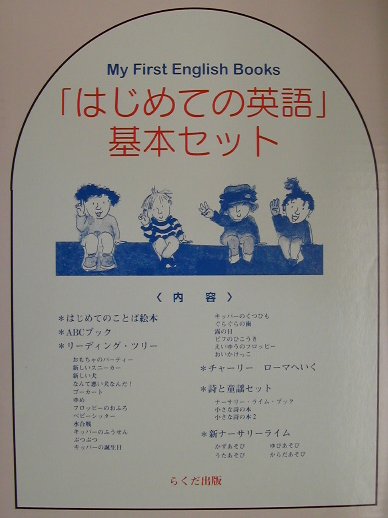 My First English Books
「はじめての英語」
基本セット
〈 内 容 〉
＊はじめてのことば絵本
＊ABCブック
＊リーディング・ツリー
おもちゃのパーティー
新しいスニーカー
新しい犬
なんて悪い犬なんだ!
ゴーカート
ゆめ
フロッピーのおふろ
ベビーシッター
水合戦
キッパーのふうせん
ぶつぶつ
キッパーの誕生日
キッパーのくつひも
ぐらぐらの歯
霧の日
ビフのひこうき
えいゆうのフロッピー
おいかけっこ
＊チャーリー ローマへいく
＊詩と童謡セット
ナーサリー・ライム・ブック
小さな詩の本
小さな詩の本2
＊新ナーサリーライム
かずあそび ゆびあそび
うたあそび からだあそび
らくだ出版